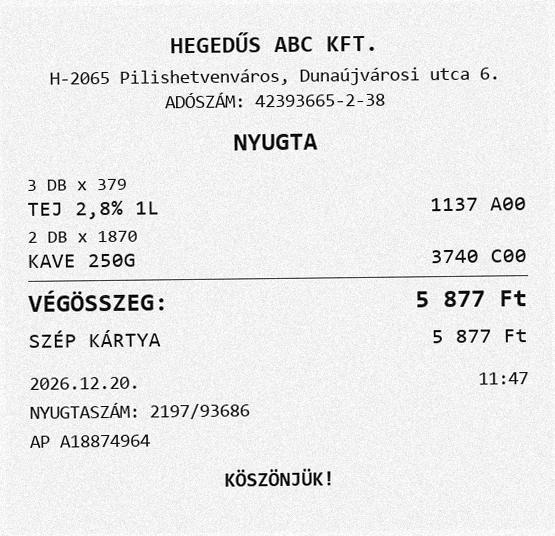 HEGEDŰS ABC KFT.
H-2065 Pilishetvenváros, Dunaújvárosi utca 6.
ADÓSZÁM: 42393665-2-38
NYUGTA
3 DB x 379
TEJ 2,8% 1L 1137 A00
2 DB x 1870
KAVE 250G 3740 C00
VÉGÖSSZEG: 5 877 Ft
SZÉP KÁRTYA 5 877 Ft
2026.12.20. 11:47
NYUGTASZÁM: 2197/93686
AP A18874964
KÖSZÖNJÜK!